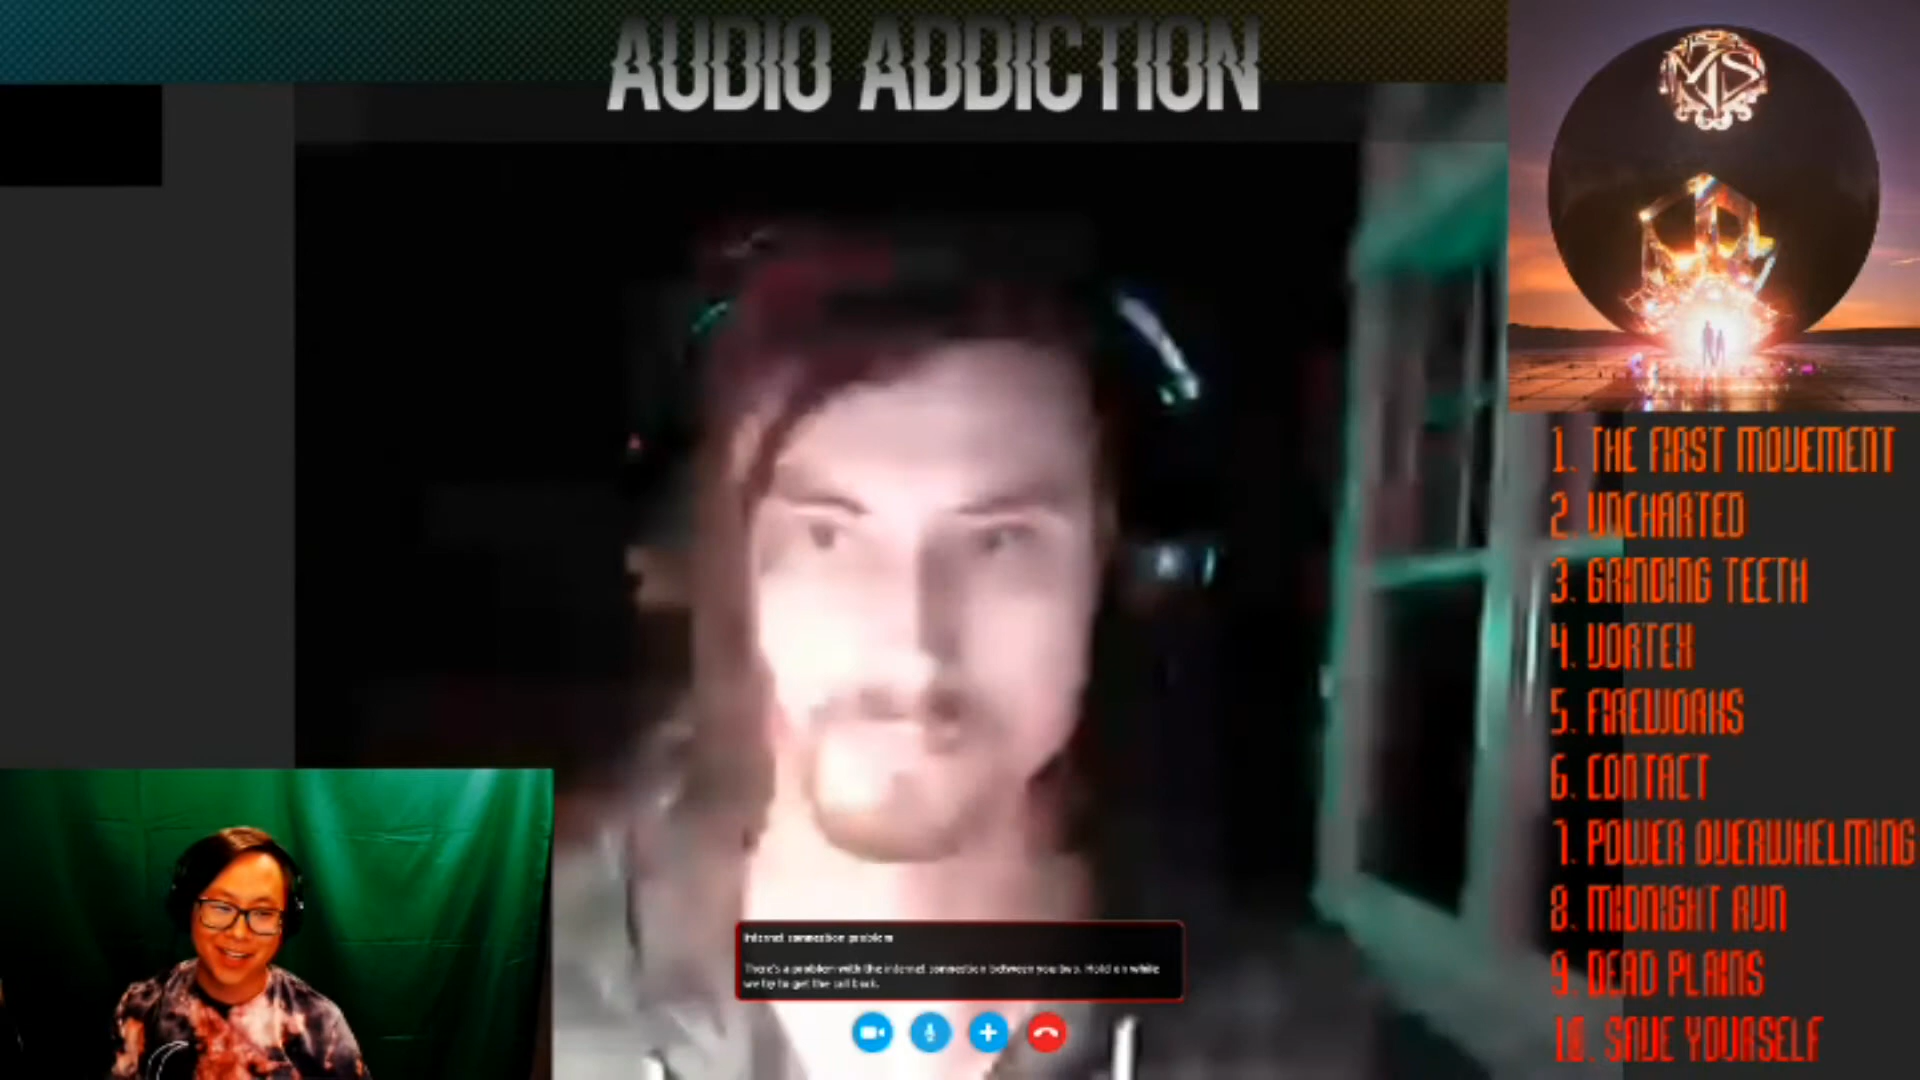 AUDIO ADDICTION
MS
1. THE FIRST MOVEMENT
2. UNCHARTED
3. GRINDING TEETH
4. VORTEX
5. FIREWORKS
6. CONTACT
7. POWER OVERWHELMING
8. MIDNIGHT RUN
9. DEAD PLAINS
10. SAVE YOURSELF
Internet connection problem
There's a problem with the internet connection between you two. Hold on while
we try to get the call back.